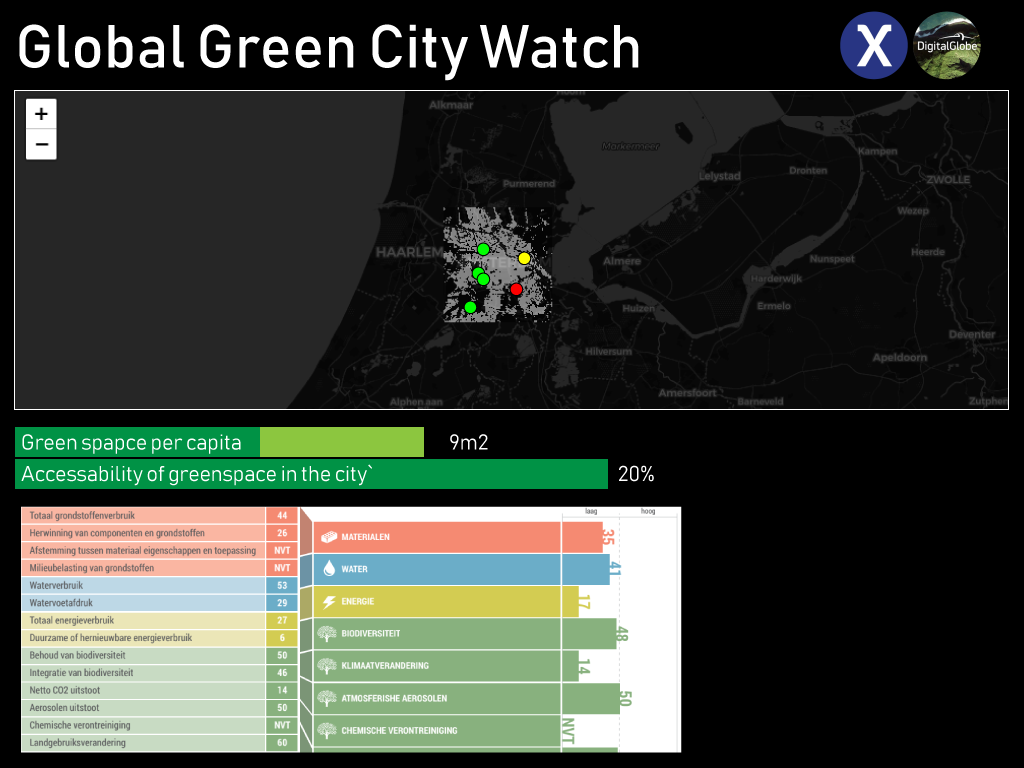 Global Green City Watch
X
DigitalGlobe
+
−
Alkmaar
Markermeer
Kampen
Lelystad
Dronten
ZWOLLE
Purmerend
Wezep
HAARLEM
Almere
Nunspeet
Heerde
Harderwijk
Huizen
Ermelo
Deventer
Hilversum
Apeldoorn
Amersfoort
Alphen aan
Barneveld
Zutphen
Green spapce per capita
9m2
Accessability of greenspace in the city`
20%
laag
hoog
Totaal grondstoffenverbruik 44
Herwinning van componenten en grondstoffen 26
Afstemming tussen materiaal eigenschappen en toepassing NVT
Milieubelasting van grondstoffen NVT
Waterverbruik 53
Watervoetafdruk 29
Totaal energieverbruik 27
Duurzame of hernieuwbare energieverbruik 6
Behoud van biodiversiteit 50
Integratie van biodiversiteit 46
Netto CO2 uitstoot 14
Aerosolen uitstoot 50
Chemische verontreiniging NVT
Landgebruiksverandering 60
MATERIALEN 35
WATER 41
ENERGIE 17
BIODIVERSITEIT 48
KLIMAATVERANDERING 14
ATMOSFERISHE AEROSOLEN 50
CHEMISCHE VERONTREINIGING NVT